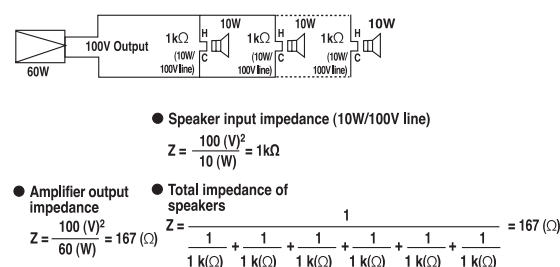 10W 10W 10W
1kΩ H 1kΩ H 1kΩ H
100V Output
(10W/ (10W/ (10W/
100V line) C 100V line) C 100V line) C
60W
● Speaker input impedance (10W/100V line)
Z = 100 (V)² / 10 (W) = 1kΩ
● Amplifier output impedance
Z = 100 (V)² / 60 (W) = 167 (Ω)
● Total impedance of speakers
Z = 1 / 1/1 k(Ω) + 1/1 k(Ω) + 1/1 k(Ω) + 1/1 k(Ω) + 1/1 k(Ω) + 1/1 k(Ω) = 167 (Ω)